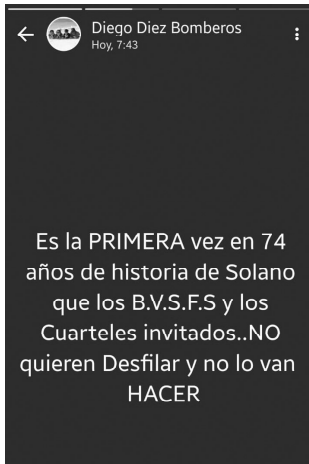 Diego Diez Bomberos
Hoy, 7:43
Es la PRIMERA vez en 74
años de historia de Solano
que los B.V.S.F.S y los
Cuarteles invitados..NO
quieren Desfilar y no lo van
HACER